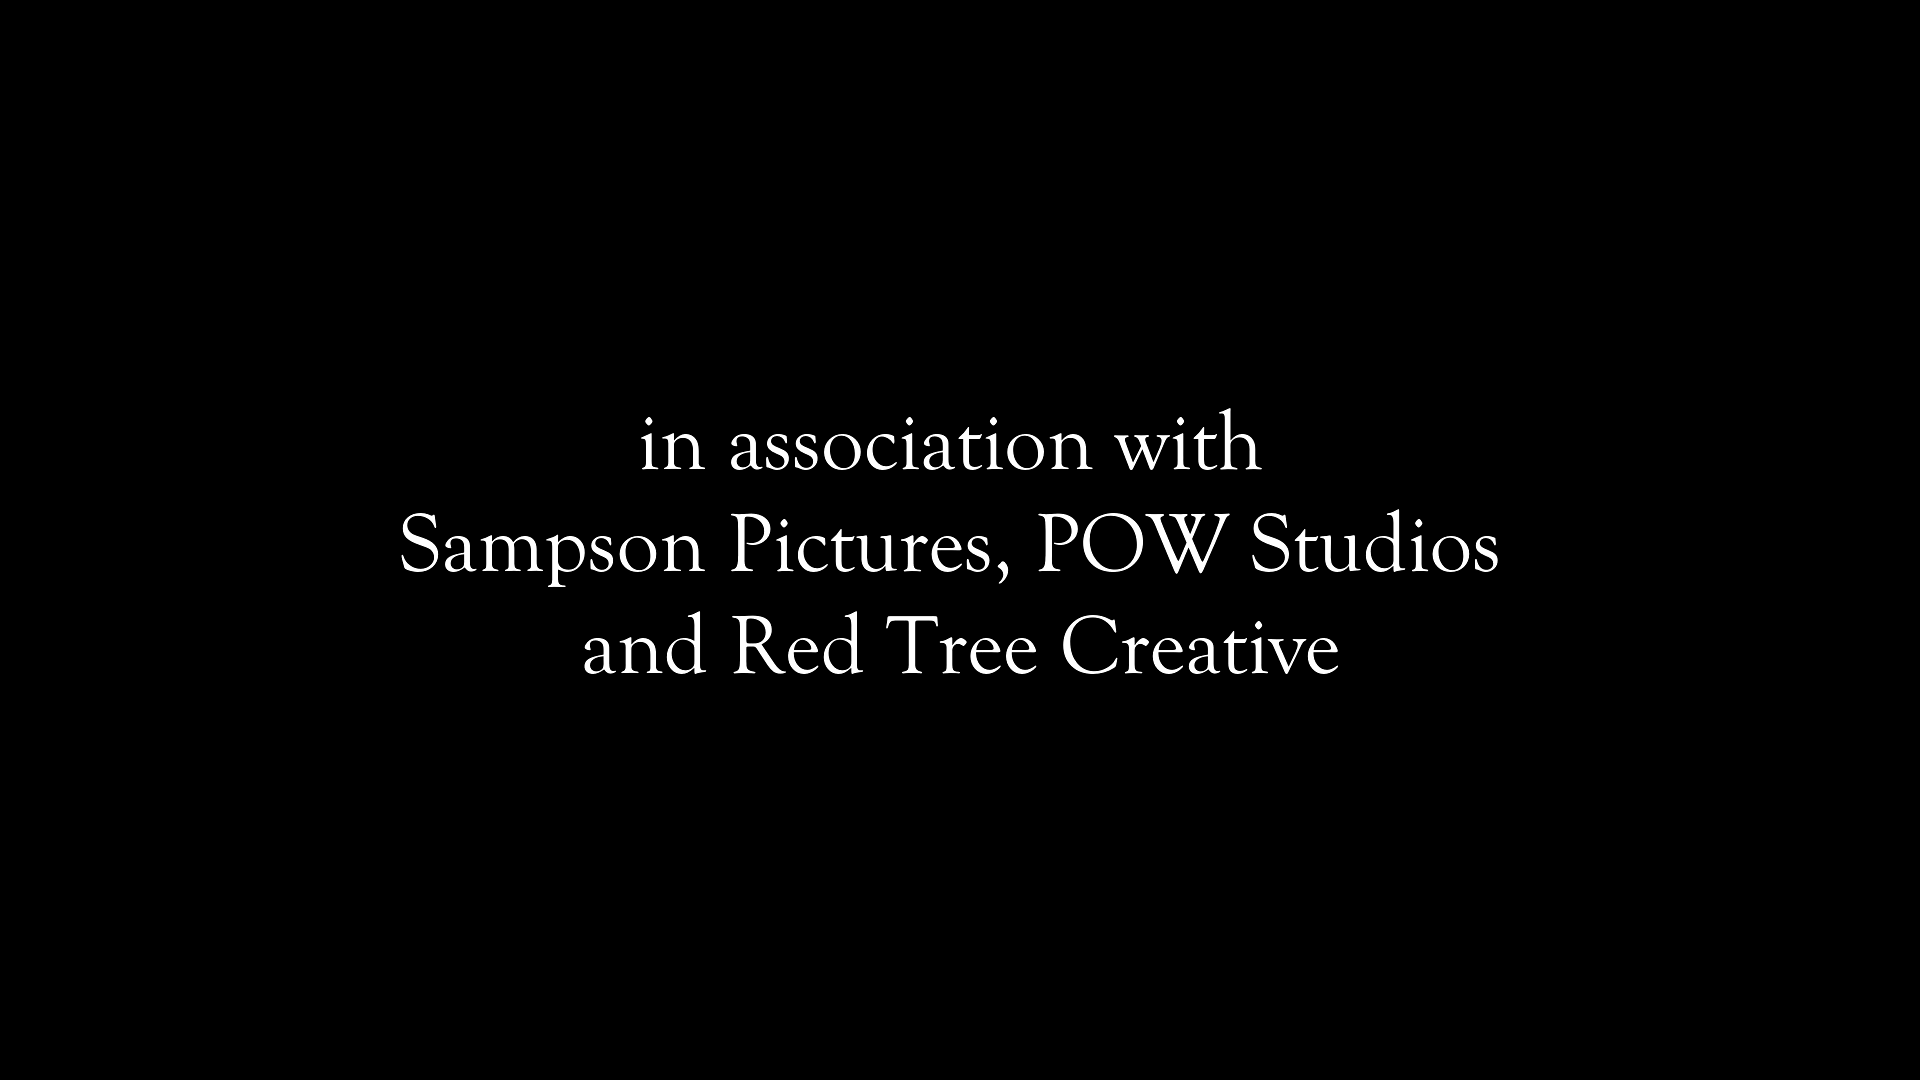 in association with
Sampson Pictures, POW Studios
and Red Tree Creative